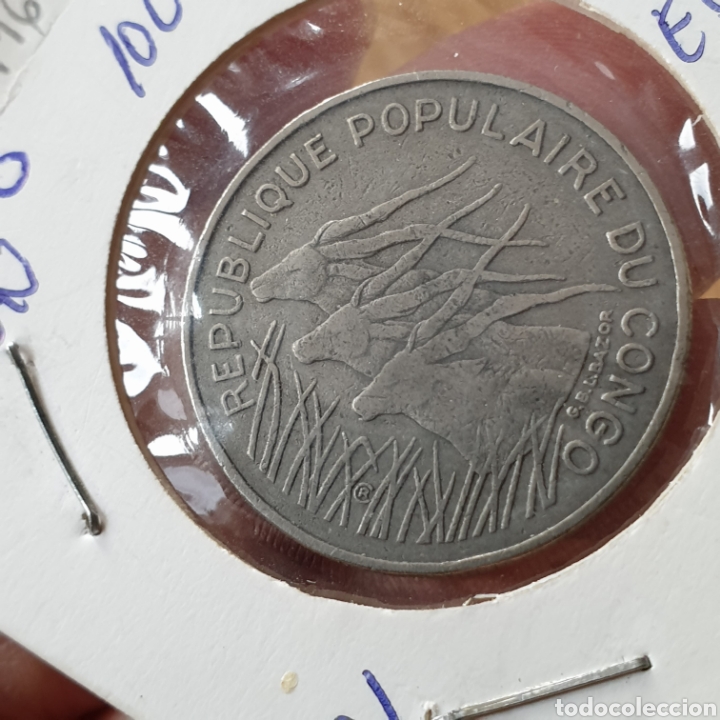 100
REPUBLIQUE POPULAIRE DU CONGO
G.B.L.BAZOR
®
todocoleccion